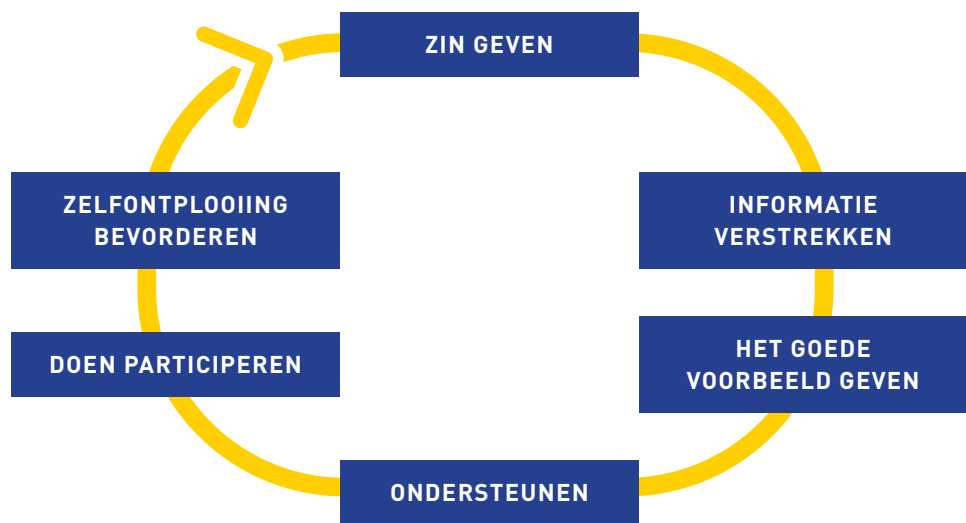 ZIN GEVEN
INFORMATIE
VERSTREKKEN
HET GOEDE
VOORBEELD GEVEN
ONDERSTEUNEN
DOEN PARTICIPEREN
ZELFONTPLOOIING
BEVORDEREN